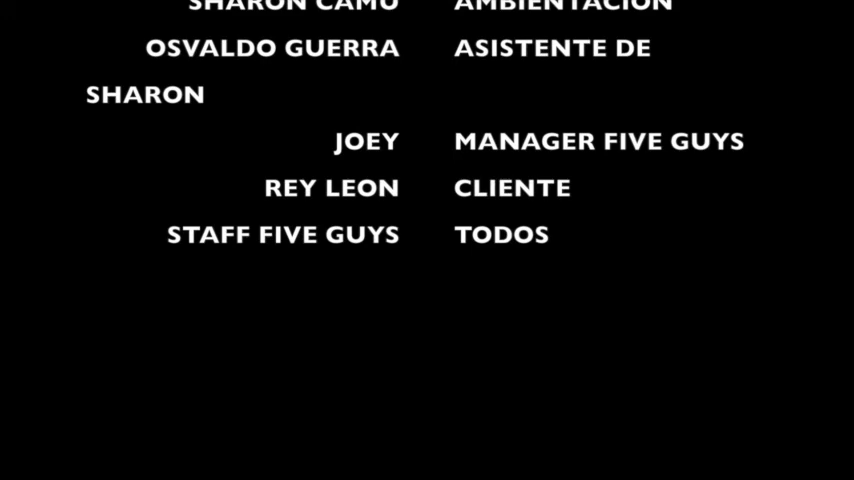 SHARON CAMU AMBIENTACION
OSVALDO GUERRA ASISTENTE DE
SHARON
JOEY MANAGER FIVE GUYS
REY LEON CLIENTE
STAFF FIVE GUYS TODOS